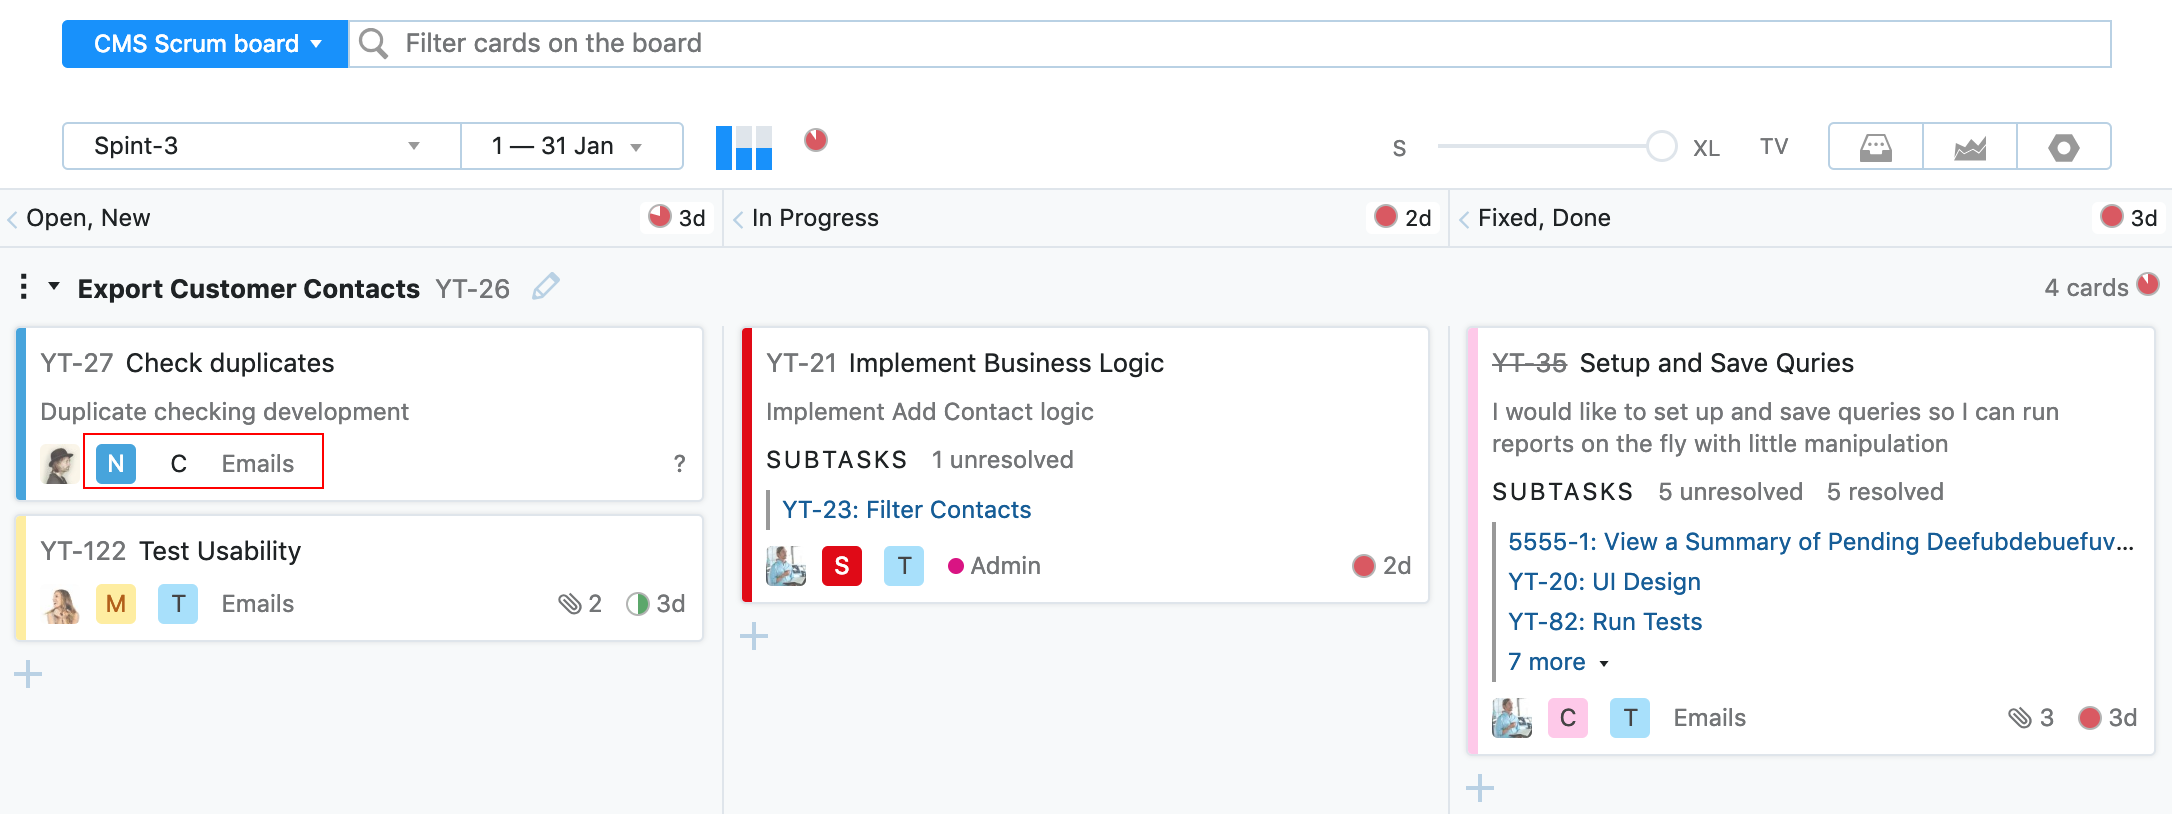 CMS Scrum board
Filter cards on the board
Spint-3
1 — 31 Jan
S
XL
TV
Open, New
3d
In Progress
2d
Fixed, Done
3d
Export Customer Contacts YT-26
4 cards
YT-27 Check duplicates
Duplicate checking development
N C Emails ?
YT-122 Test Usability
M T Emails 2 3d
YT-21 Implement Business Logic
Implement Add Contact logic
SUBTASKS 1 unresolved
YT-23: Filter Contacts
S T Admin 2d
YT-35 Setup and Save Quries
I would like to set up and save queries so I can run
reports on the fly with little manipulation
SUBTASKS 5 unresolved 5 resolved
5555-1: View a Summary of Pending Deefubdebuefuv...
YT-20: UI Design
YT-82: Run Tests
7 more
C T Emails 3 3d